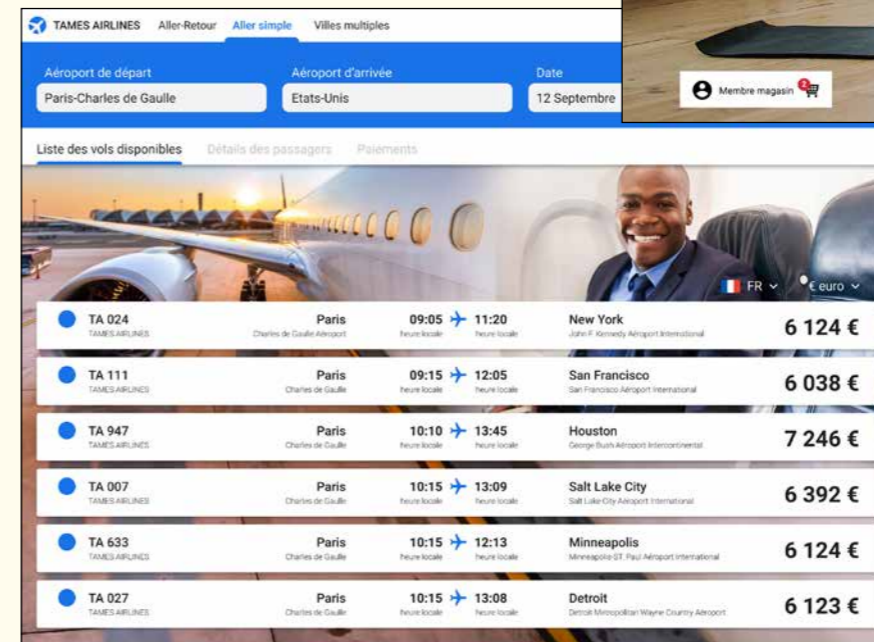 TAMES AIRLINES Aller-Retour Aller simple Villes multiples
Aéroport de départ Aéroport d'arrivée Date
Paris-Charles de Gaulle Etats-Unis 12 Septembre
Membre magasin 2
Liste des vols disponibles Détails des passagers Paiements
FR € euro
TA 024 Paris 09:05 11:20 New York 6 124 €
TAMES AIRLINES Charles de Gaulle Aéroport heure locale heure locale John F. Kennedy Aéroport International
TA 111 Paris 09:15 12:05 San Francisco 6 038 €
TAMES AIRLINES Charles de Gaulle heure locale heure locale San Francisco Aéroport International
TA 947 Paris 10:10 13:45 Houston 7 246 €
TAMES AIRLINES Charles de Gaulle heure locale heure locale George Bush Aéroport Intercontinental
TA 007 Paris 10:15 13:09 Salt Lake City 6 392 €
TAMES AIRLINES Charles de Gaulle heure locale heure locale Salt Lake City Aéroport International
TA 633 Paris 10:15 12:13 Minneapolis 6 124 €
TAMES AIRLINES Charles de Gaulle heure locale heure locale Minneapolis ST. Paul Aéroport International
TA 027 Paris 10:15 13:08 Detroit 6 123 €
TAMES AIRLINES Charles de Gaulle heure locale heure locale Detroit Metropolitan Wayne Country Aéroport